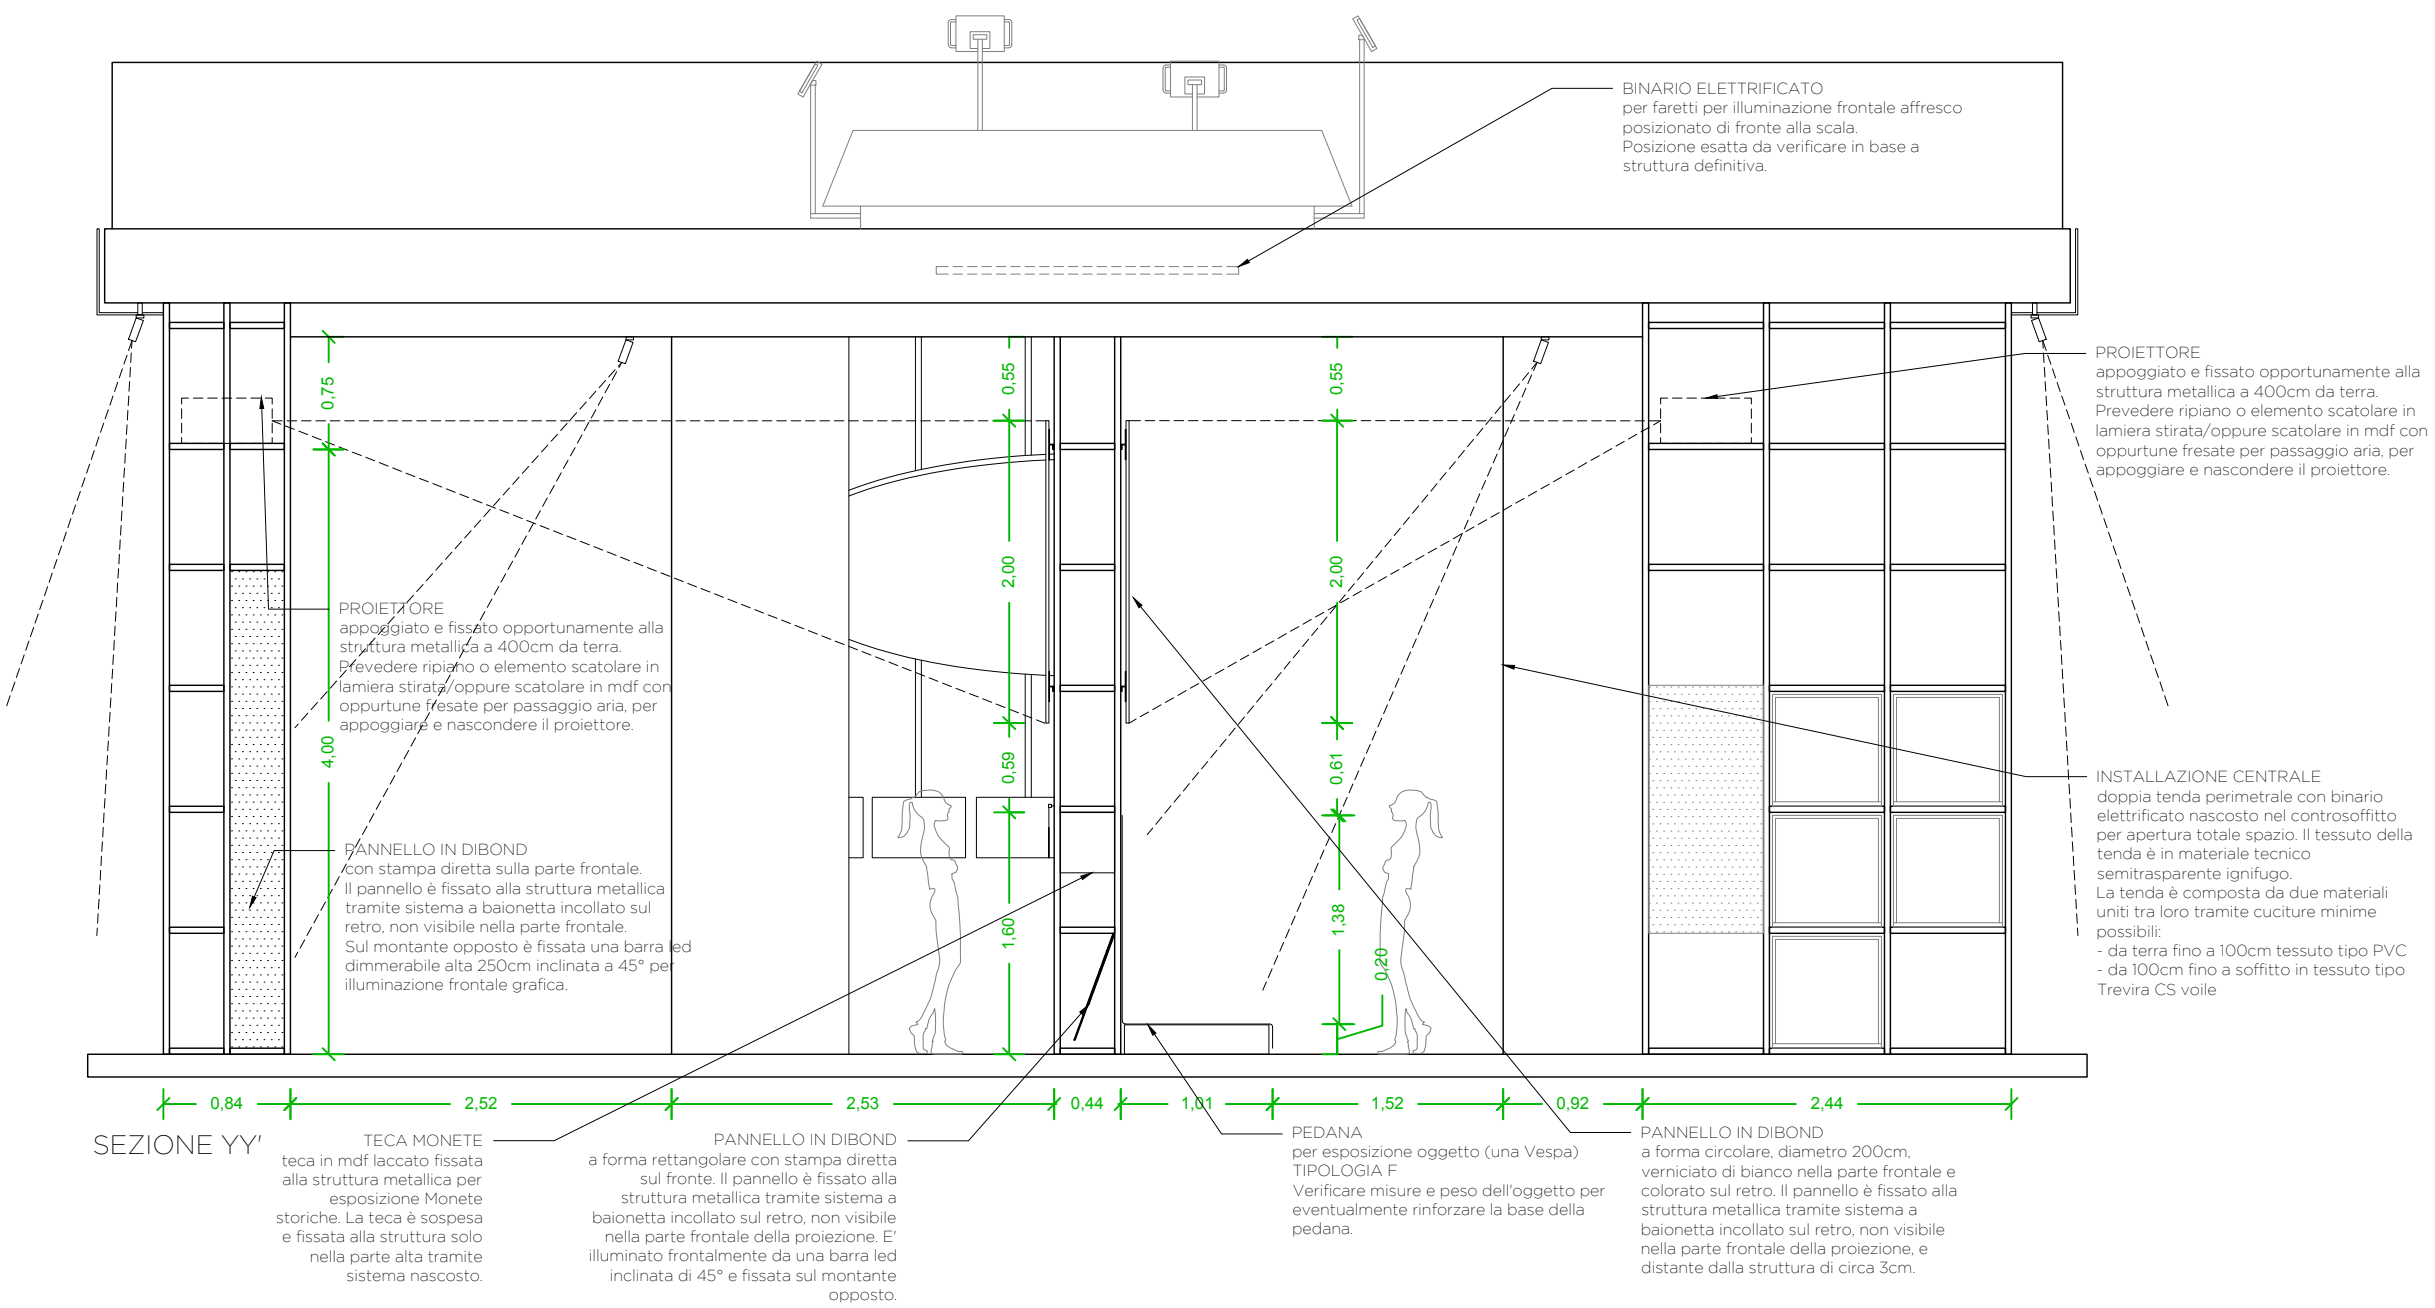 BINARIO ELETTRIFICATO
per faretti per illuminazione frontale affresco
posizionato di fronte alla scala.
Posizione esatta da verificare in base a
struttura definitiva.
PROIETTORE
appoggiato e fissato opportunamente alla
struttura metallica a 400cm da terra.
Prevedere ripiano o elemento scatolare in
lamiera stirata/oppure scatolare in mdf con
oppurtune fresate per passaggio aria, per
appoggiare e nascondere il proiettore.
0,75
4,00
0,55
2,00
0,59
1,60
0,55
2,00
0,61
1,38
0,20
PROIETTORE
appoggiato e fissato opportunamente alla
struttura metallica a 400cm da terra.
Prevedere ripiano o elemento scatolare in
lamiera stirata/oppure scatolare in mdf con
oppurtune fresate per passaggio aria, per
appoggiare e nascondere il proiettore.
PANNELLO IN DIBOND
con stampa diretta sulla parte frontale.
Il pannello è fissato alla struttura metallica
tramite sistema a baionetta incollato sul
retro, non visibile nella parte frontale.
Sul montante opposto è fissata una barra led
dimmerabile alta 250cm inclinata a 45° per
illuminazione frontale grafica.
INSTALLAZIONE CENTRALE
doppia tenda perimetrale con binario
elettrificato nascosto nel controsoffitto
per apertura totale spazio. Il tessuto della
tenda è in materiale tecnico
semitrasparente ignifugo.
La tenda è composta da due materiali
uniti tra loro tramite cuciture minime
possibili:
- da terra fino a 100cm tessuto tipo PVC
- da 100cm fino a soffitto in tessuto tipo
Trevira CS voile
0,84
2,52
2,53
0,44
1,01
1,52
0,92
2,44
SEZIONE YY'
TECA MONETE
teca in mdf laccato fissata
alla struttura metallica per
esposizione Monete
storiche. La teca è sospesa
e fissata alla struttura solo
nella parte alta tramite
sistema nascosto.
PANNELLO IN DIBOND
a forma rettangolare con stampa diretta
sul fronte. Il pannello è fissato alla
struttura metallica tramite sistema a
baionetta incollato sul retro, non visibile
nella parte frontale della proiezione. E'
illuminato frontalmente da una barra led
inclinata di 45° e fissata sul montante
opposto.
PEDANA
per esposizione oggetto (una Vespa)
TIPOLOGIA F
Verificare misure e peso dell'oggetto per
eventualmente rinforzare la base della
pedana.
PANNELLO IN DIBOND
a forma circolare, diametro 200cm,
verniciato di bianco nella parte frontale e
colorato sul retro. Il pannello è fissato alla
struttura metallica tramite sistema a
baionetta incollato sul retro, non visibile
nella parte frontale della proiezione, e
distante dalla struttura di circa 3cm.